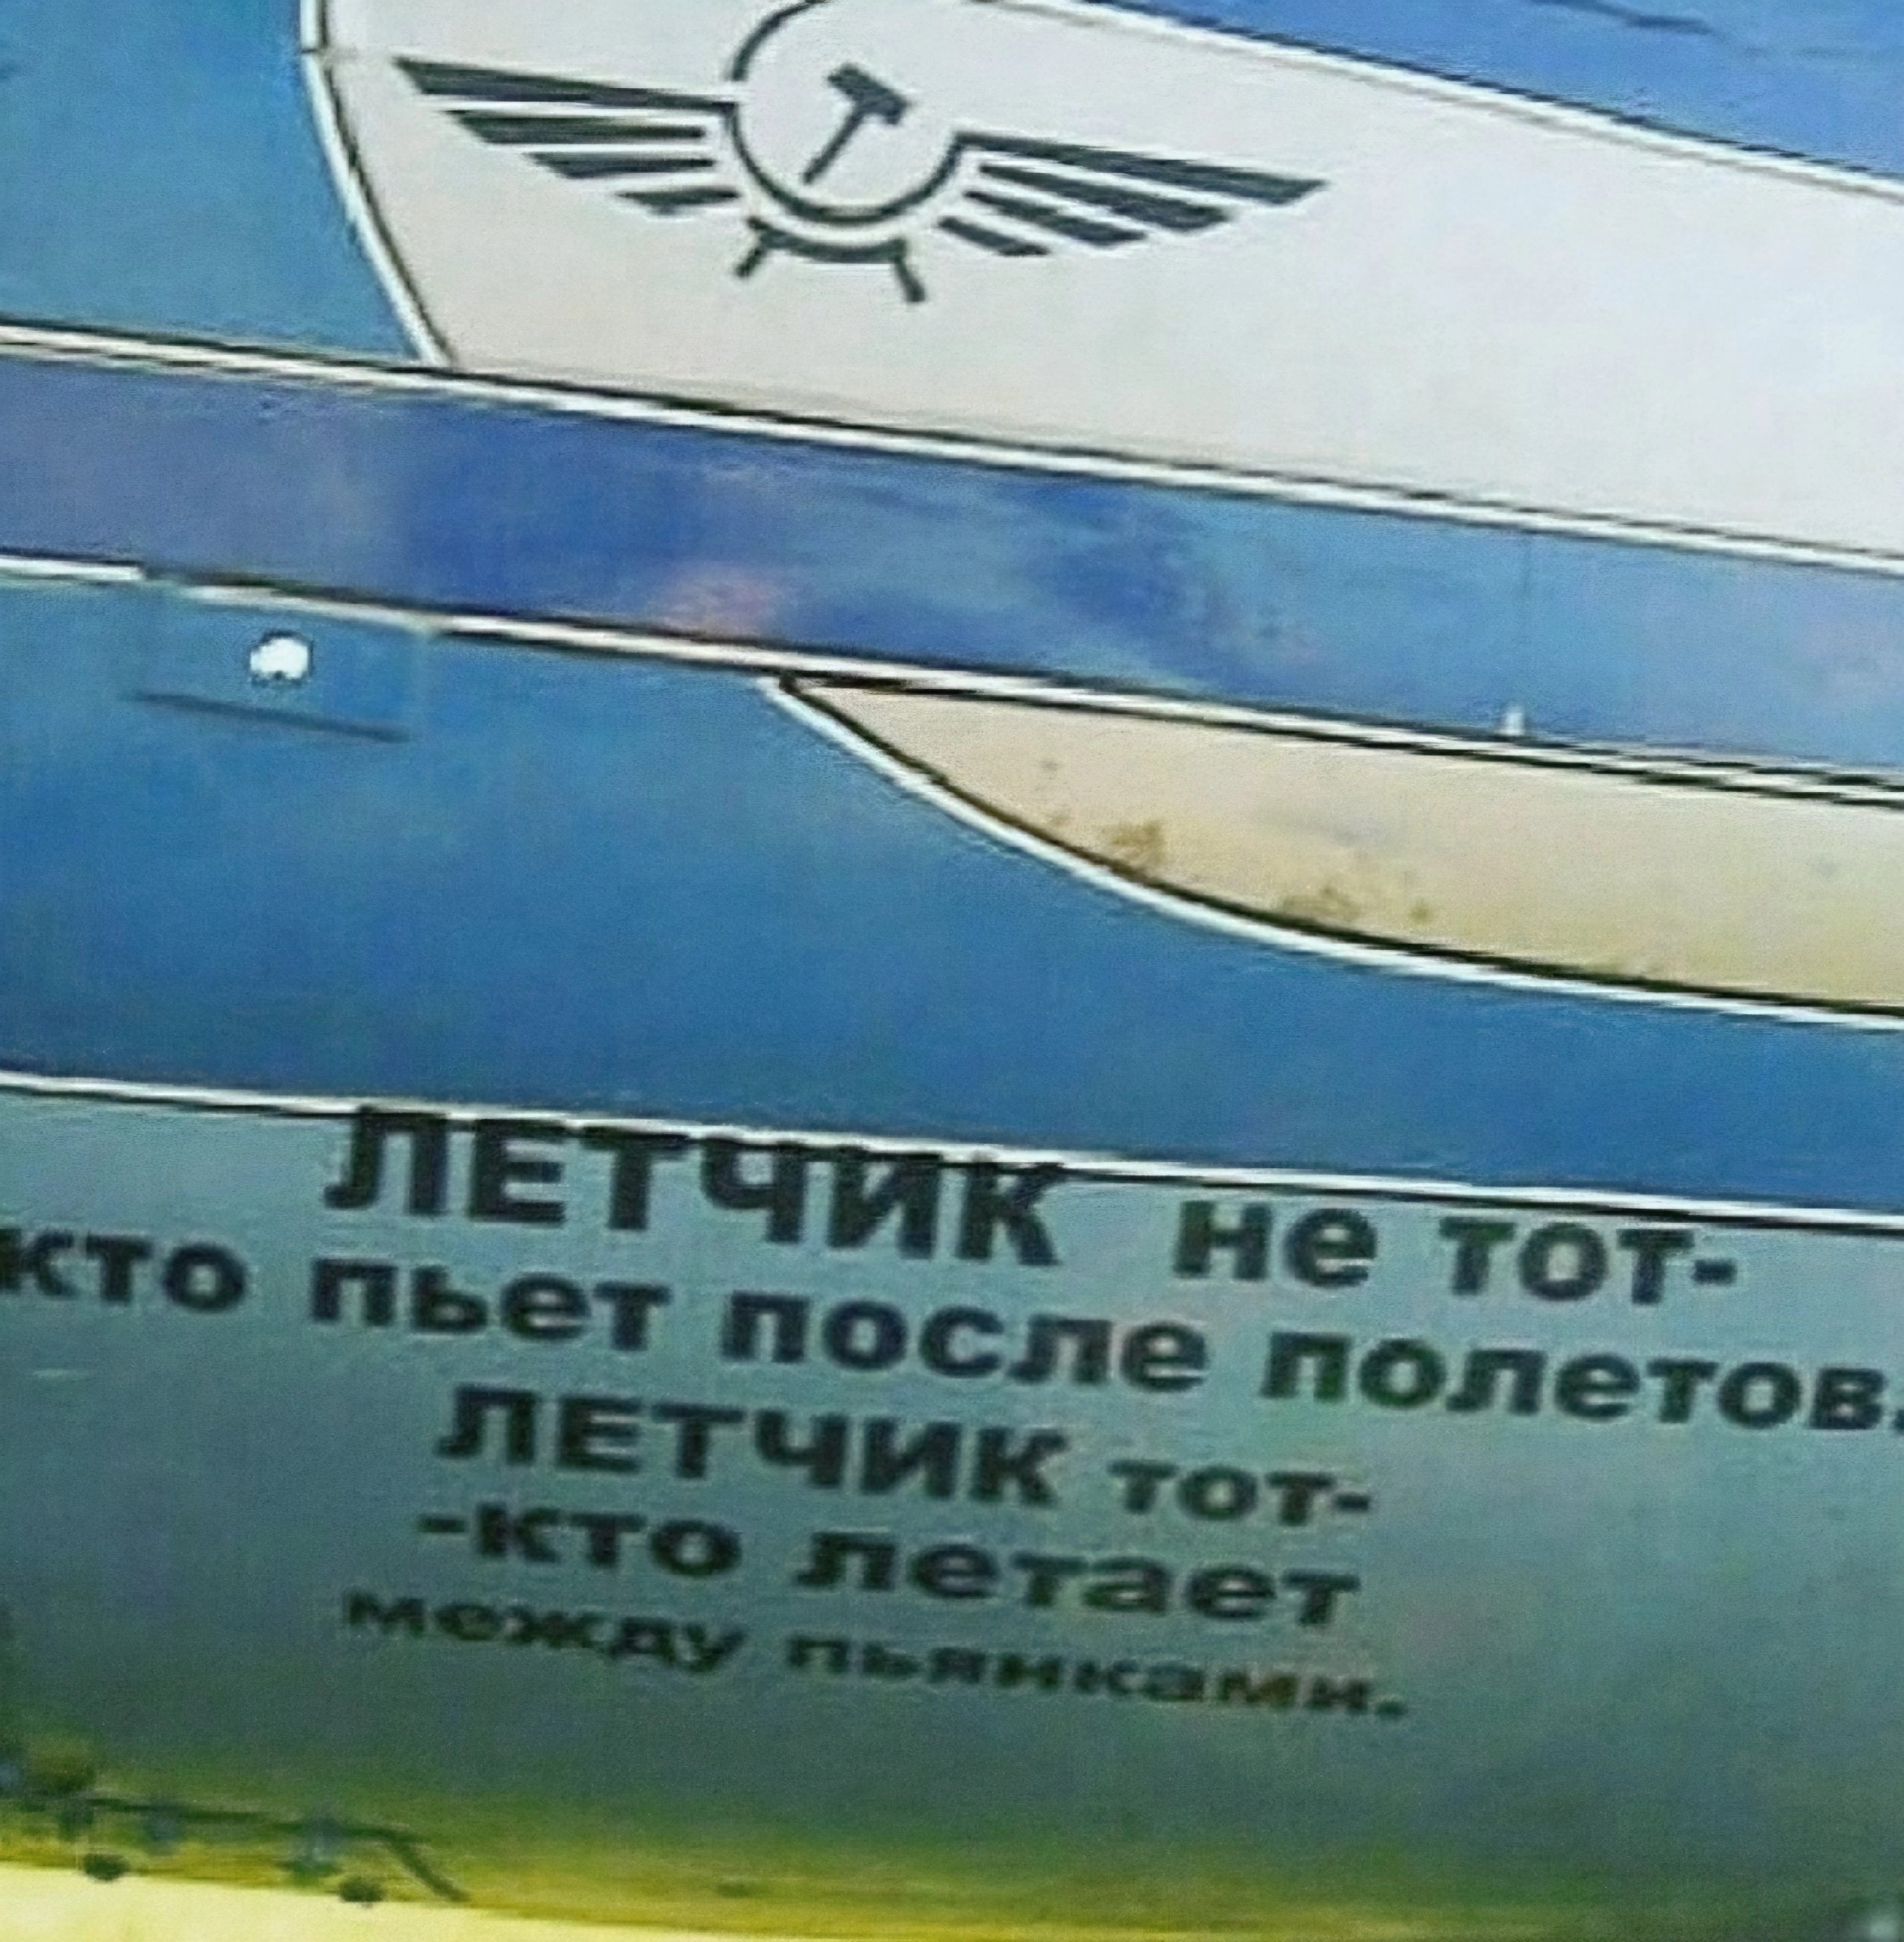 ЛЕТЧИК не тот-
кто пьет после полетов.
ЛЕТЧИК тот-
-кто летает
между пьянками.